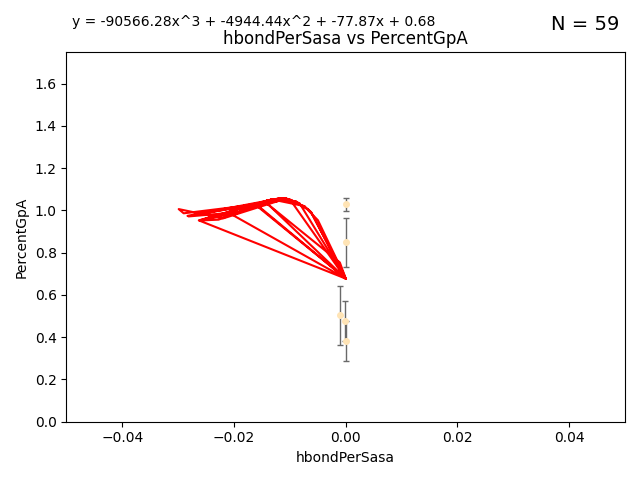 y = -90566.28x^3 + -4944.44x^2 + -77.87x + 0.68
N = 59
hbondPerSasa vs PercentGpA
1.6
1.4
1.2
1.0
0.8
0.6
0.4
0.2
0.0
PercentGpA
−0.04 −0.02 0.00 0.02 0.04
hbondPerSasa